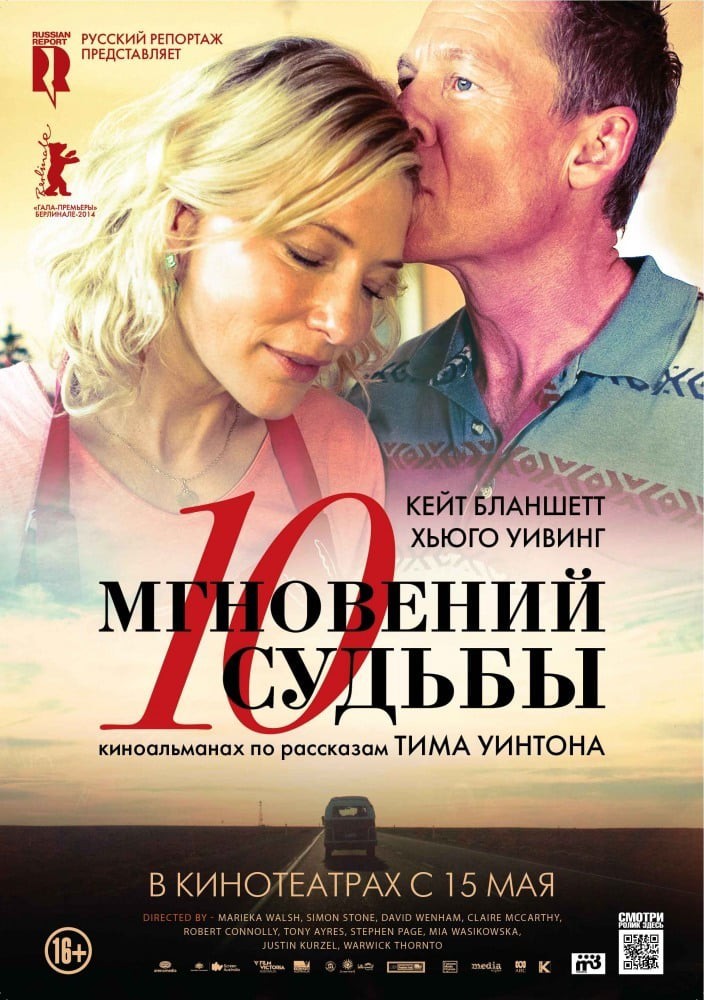 RUSSIAN
REPORT
РУССКИЙ РЕПОРТАЖ
ПРЕДСТАВЛЯЕТ
Berlinale
«ГАЛА-ПРЕМЬЕРЫ»
БЕРЛИНАЛЕ-2014
КЕЙТ БЛАНШЕТТ
ХЬЮГО УИВИНГ
10
МГНОВЕНИЙ
СУДЬБЫ
киноальманах по рассказам ТИМА УИНТОНА
В КИНОТЕАТРАХ С 15 МАЯ
DIRECTED BY - MARIEKA WALSH, SIMON STONE, DAVID WENHAM, CLAIRE MCCARTHY,
ROBERT CONNOLLY, TONY AYRES, STEPHEN PAGE, MIA WASIKOWSKA,
JUSTIN KURZEL, WARWICK THORNTO
16+
СМОТРИ
РОЛИК ЗДЕСЬ